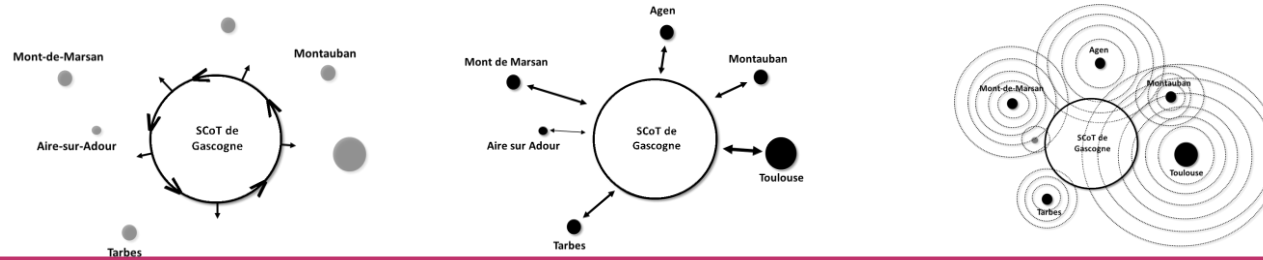 Mont-de-Marsan
Montauban
SCoT de
Gascogne
Aire-sur-Adour
Tarbes
Agen
Mont de Marsan
Montauban
SCoT de
Gascogne
Aire sur Adour
Toulouse
Tarbes
Agen
Mont-de-Marsan
Montauban
SCoT de
Gascogne
Toulouse
Tarbes